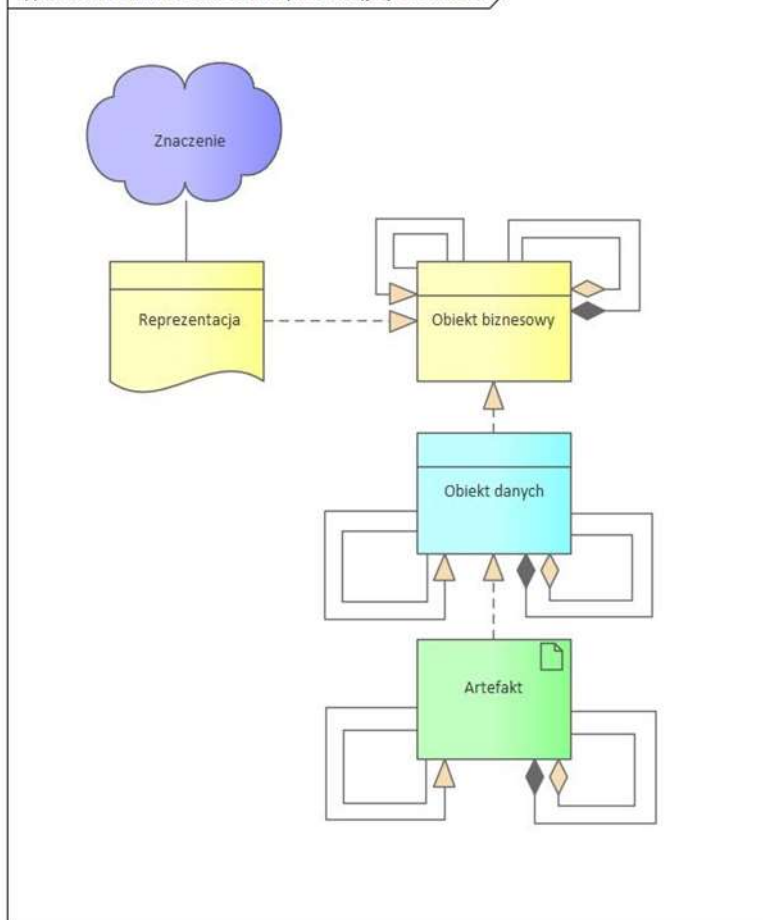 Znaczenie
Reprezentacja
Obiekt biznesowy
Obiekt danych
Artefakt